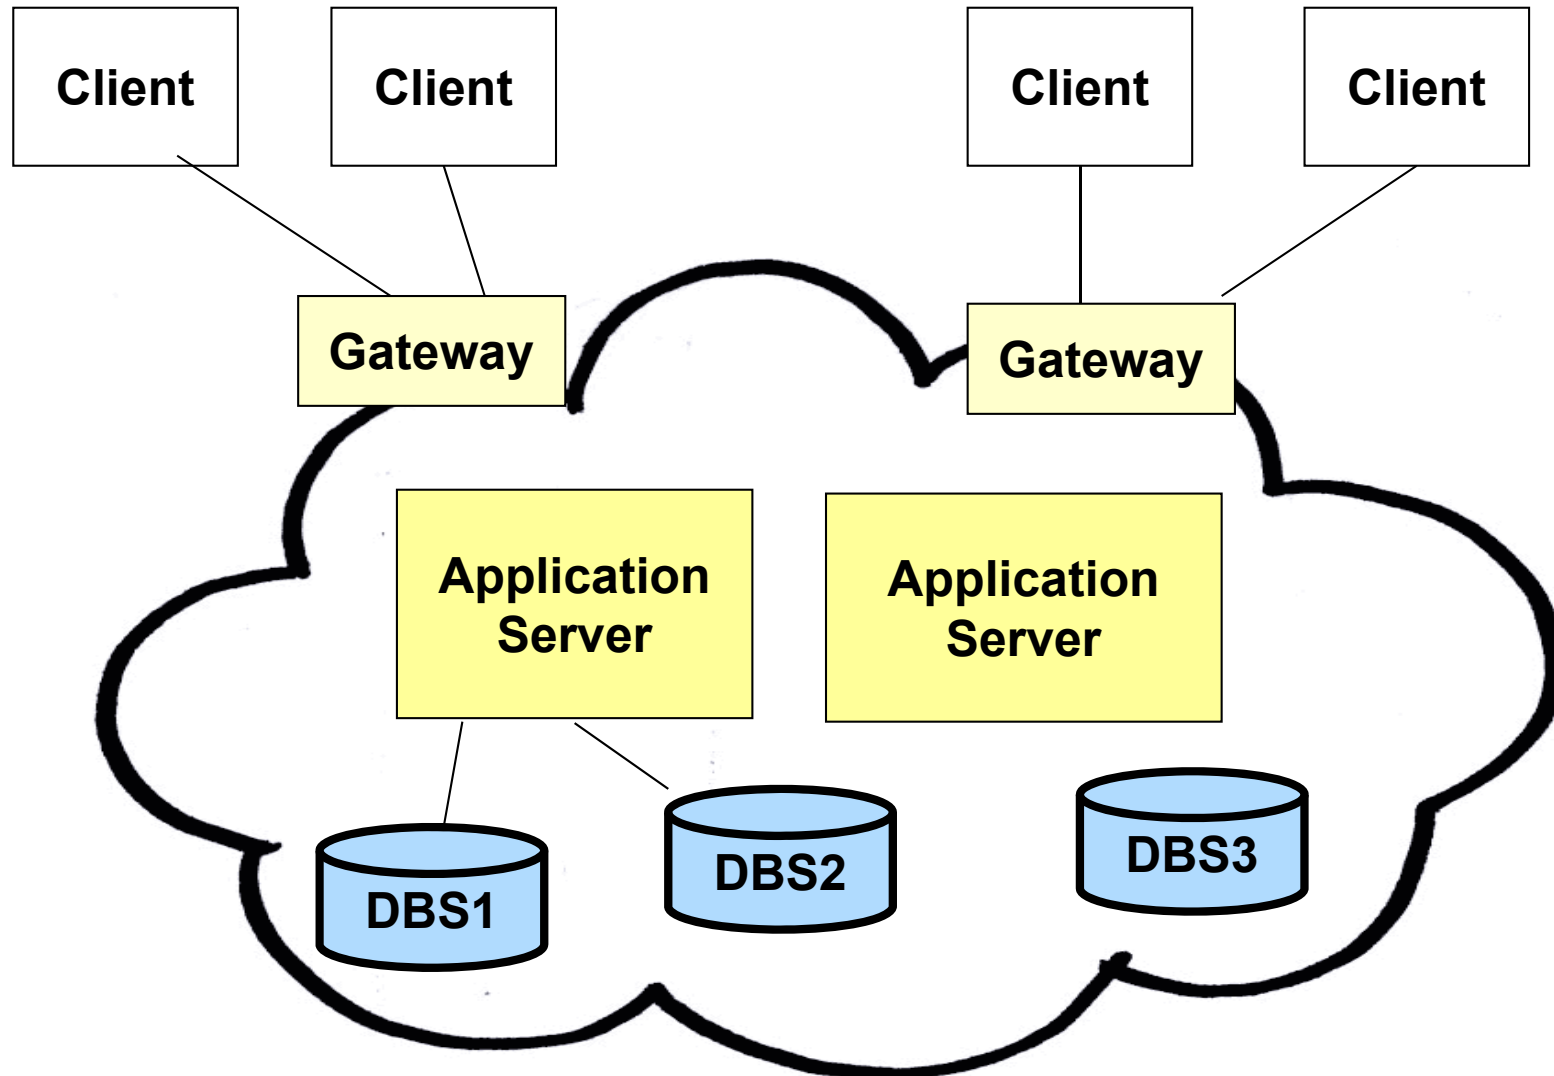 Client
Client
Client
Client
Gateway
Gateway
Application
Server
Application
Server
DBS1
DBS2
DBS3